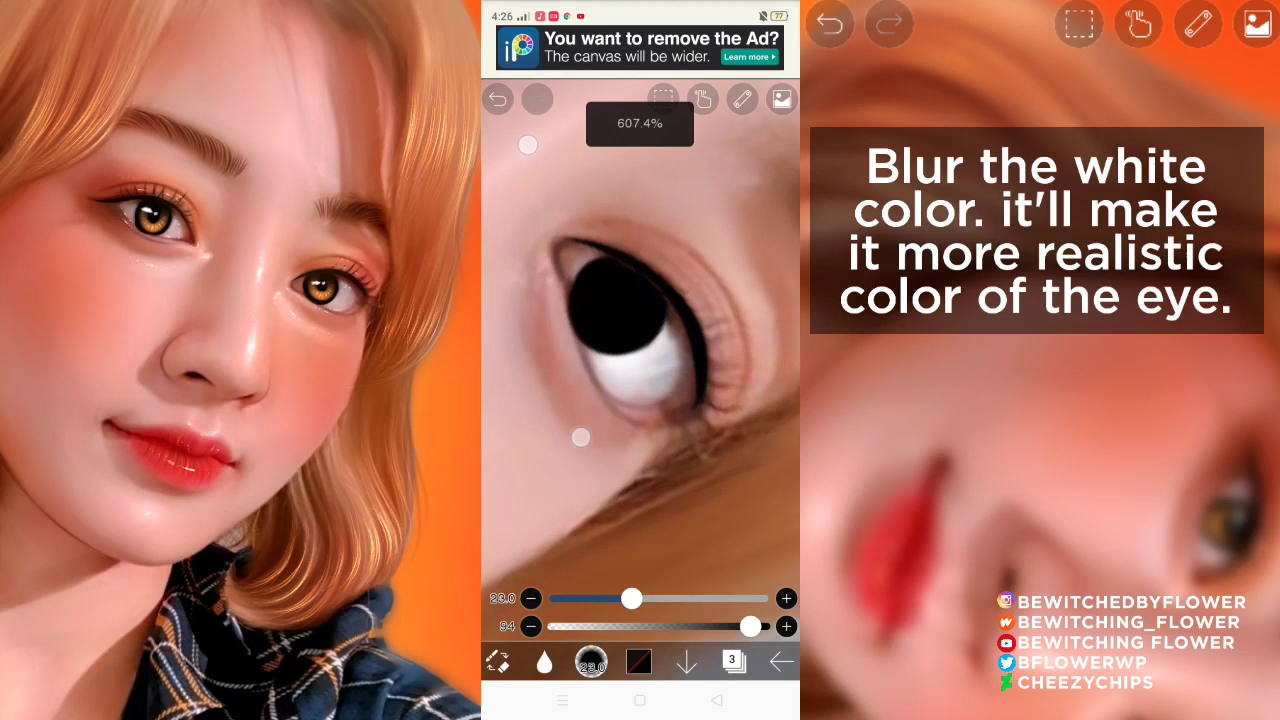 4:26
77
iP
You want to remove the Ad?
The canvas will be wider.
Learn more
607.4%
23.0
94
23.0
3
Blur the white
color. it'll make
it more realistic
color of the eye.
BEWITCHEDBYFLOWER
BEWITCHING_FLOWER
BEWITCHING FLOWER
BFLOWERWP
CHEEZYCHIPS